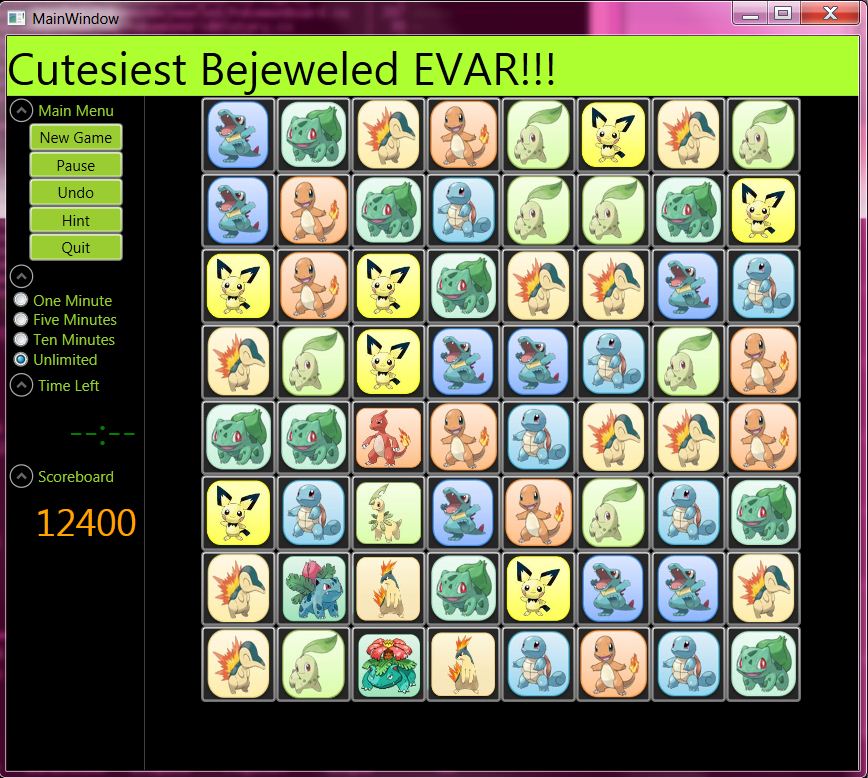 MainWindow
Cutesiest Bejeweled EVAR!!!
Main Menu
New Game
Pause
Undo
Hint
Quit
One Minute
Five Minutes
Ten Minutes
Unlimited
Time Left
--:--
Scoreboard
12400